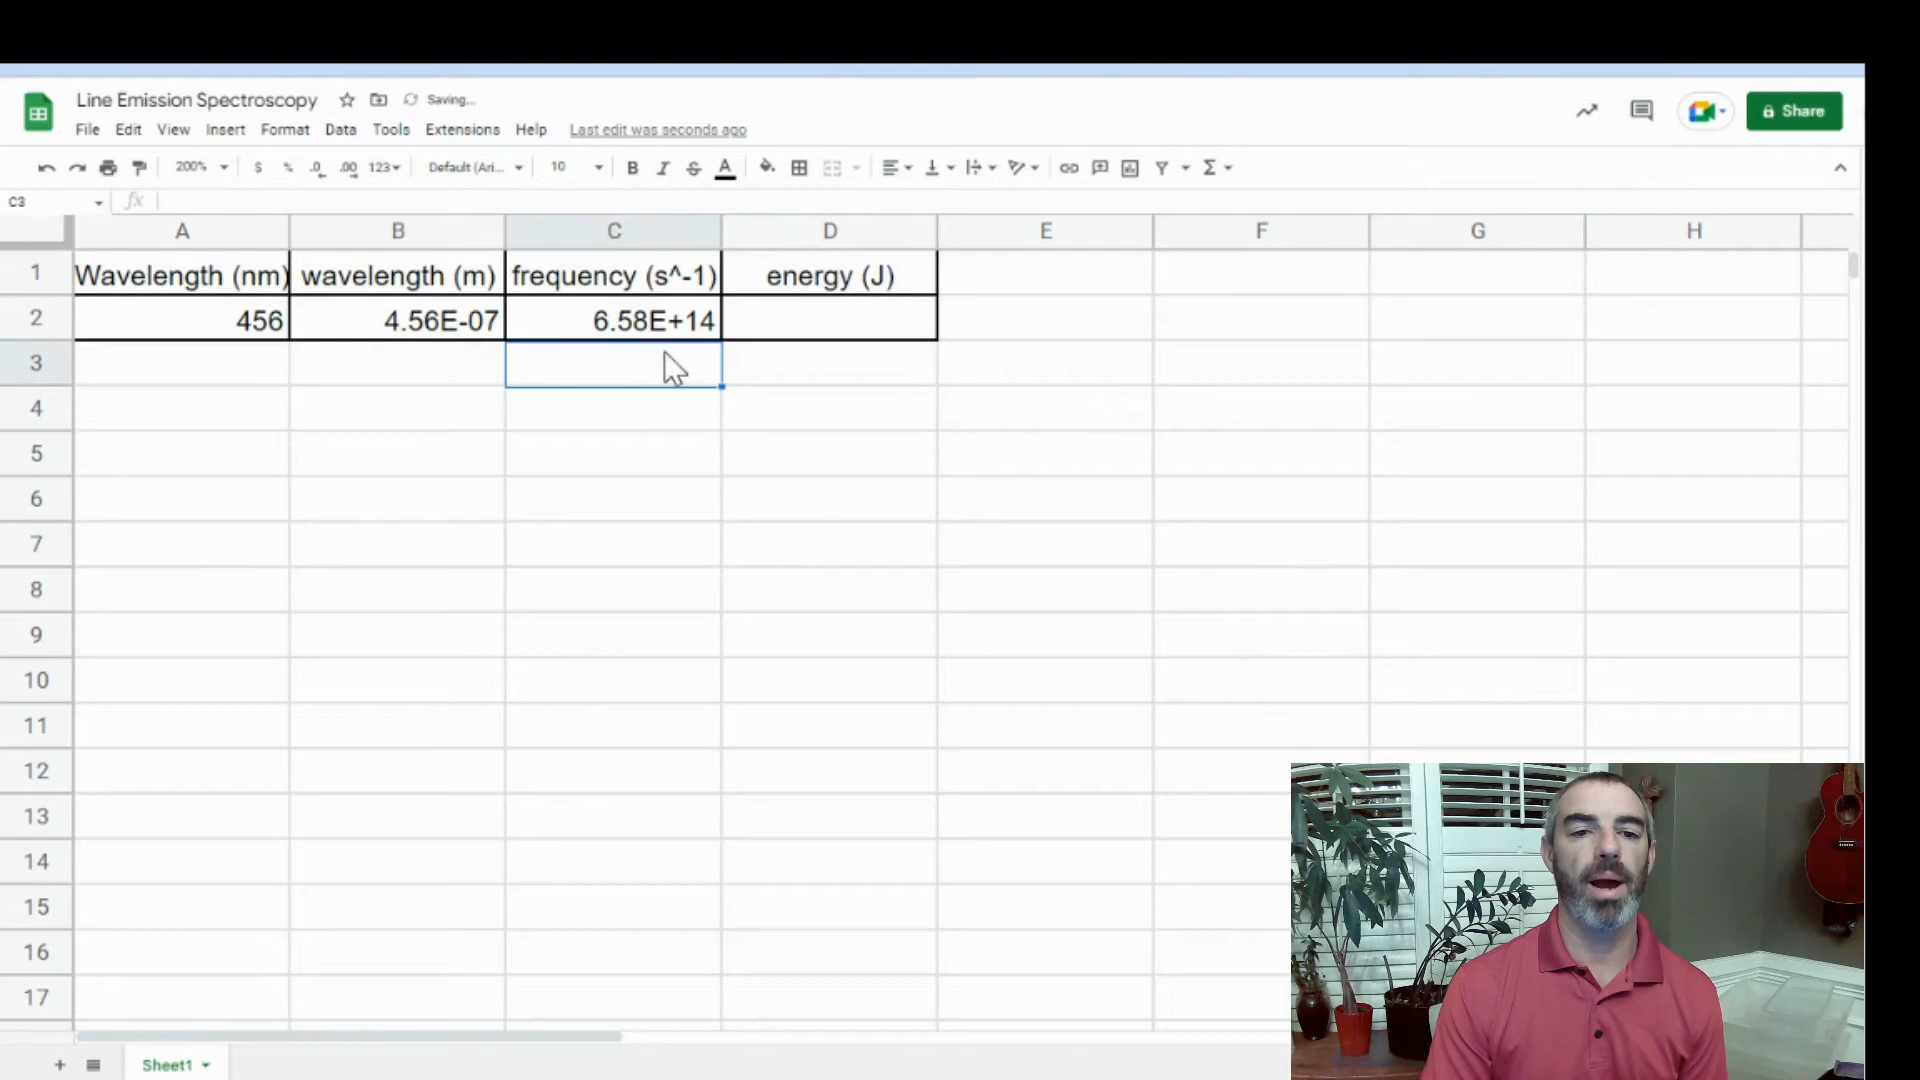 Line Emission Spectroscopy Saving...
File Edit View Insert Format Data Tools Extensions Help Last edit was seconds ago
Share
200% $ % .0 .00 123 Default (Ari... 10 B I S A Σ
C3 fx
A B C D E F G H
1 Wavelength (nm) wavelength (m) frequency (s^-1) energy (J)
2 456 4.56E-07 6.58E+14
3
4
5
6
7
8
9
10
11
12
13
14
15
16
17
+ Sheet1